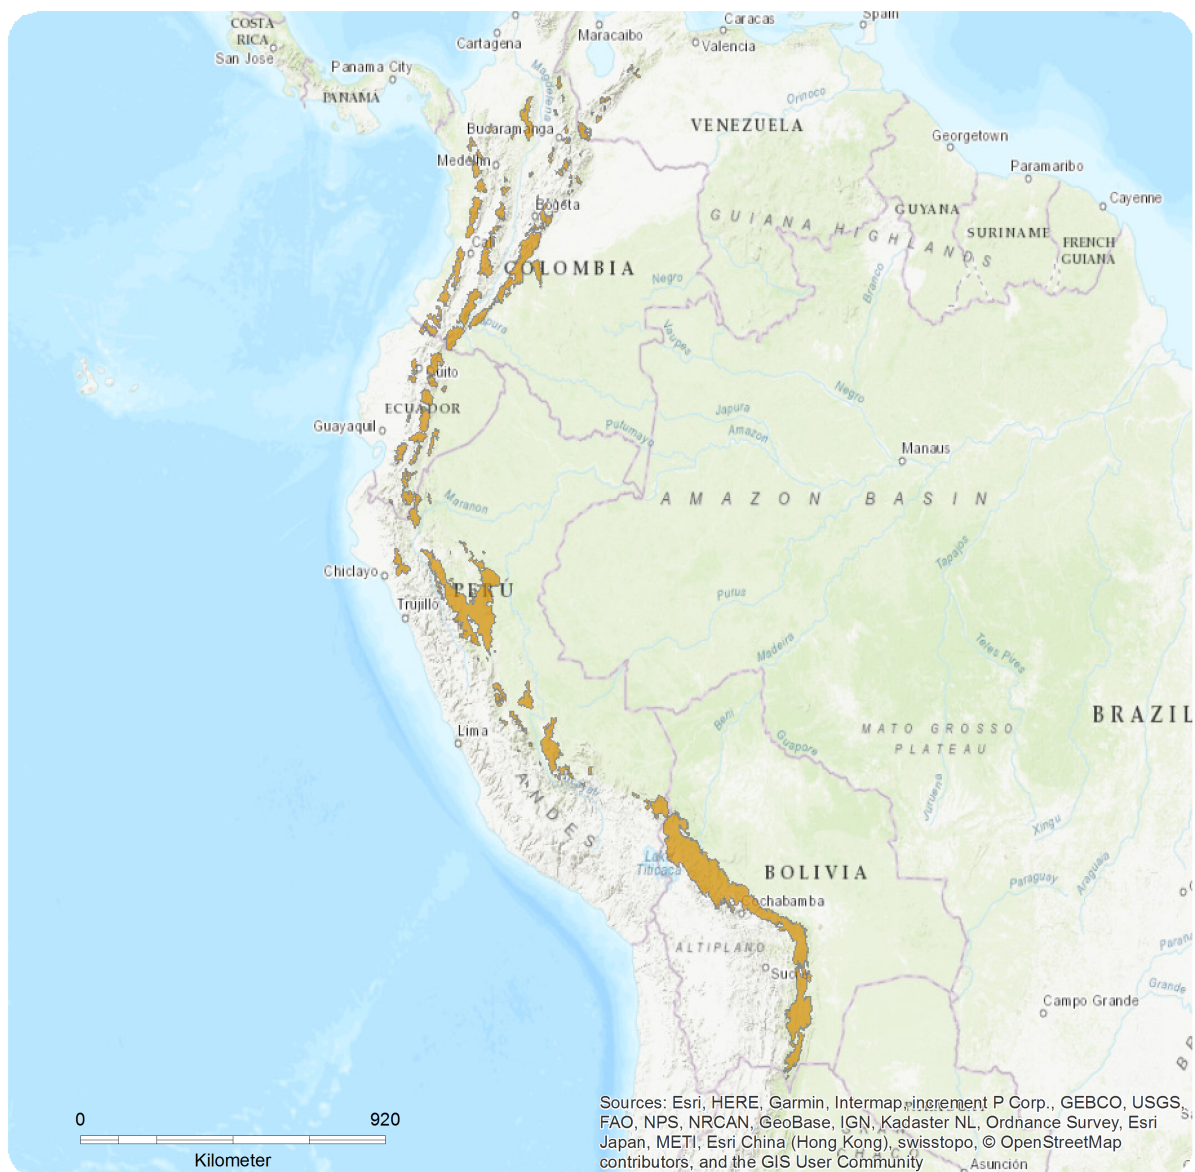 COSTA
RICA
San Jose
Panama City
PANAMA
Cartagena
Maracaibo
Caracas
Valencia
Spain
Magdalena
Orinoco
Bucaramanga
VENEZUELA
Georgetown
Medellin
Paramaribo
Cayenne
Bogota
GUYANA
GUIANA HIGHLANDS
SURINAME
FRENCH
GUIANA
Cali
COLOMBIA
Negro
Branco
Vaupes
Quito
Negro
ECUADOR
Japura
Guayaquil
Putumayo
Amazon
Manaus
Maranon
AMAZON BASIN
Tapajos
Chiclayo
PERÚ
Purus
Trujillo
Madeira
Teles Pires
Lima
Beni
Guapore
MATO GROSSO
PLATEAU
BRAZIL
ANDES
Juruena
Xingu
Lake
Titicaca
BOLIVIA
Paraguay
Araguaia
Cochabamba
ALTIPLANO
Sucre
Grande
Campo Grande
0 920
Kilometer
Sources: Esri, HERE, Garmin, Intermap, increment P Corp., GEBCO, USGS,
FAO, NPS, NRCAN, GeoBase, IGN, Kadaster NL, Ordnance Survey, Esri
Japan, METI, Esri China (Hong Kong), swisstopo, © OpenStreetMap
contributors, and the GIS User Community
CHACO
Asunción